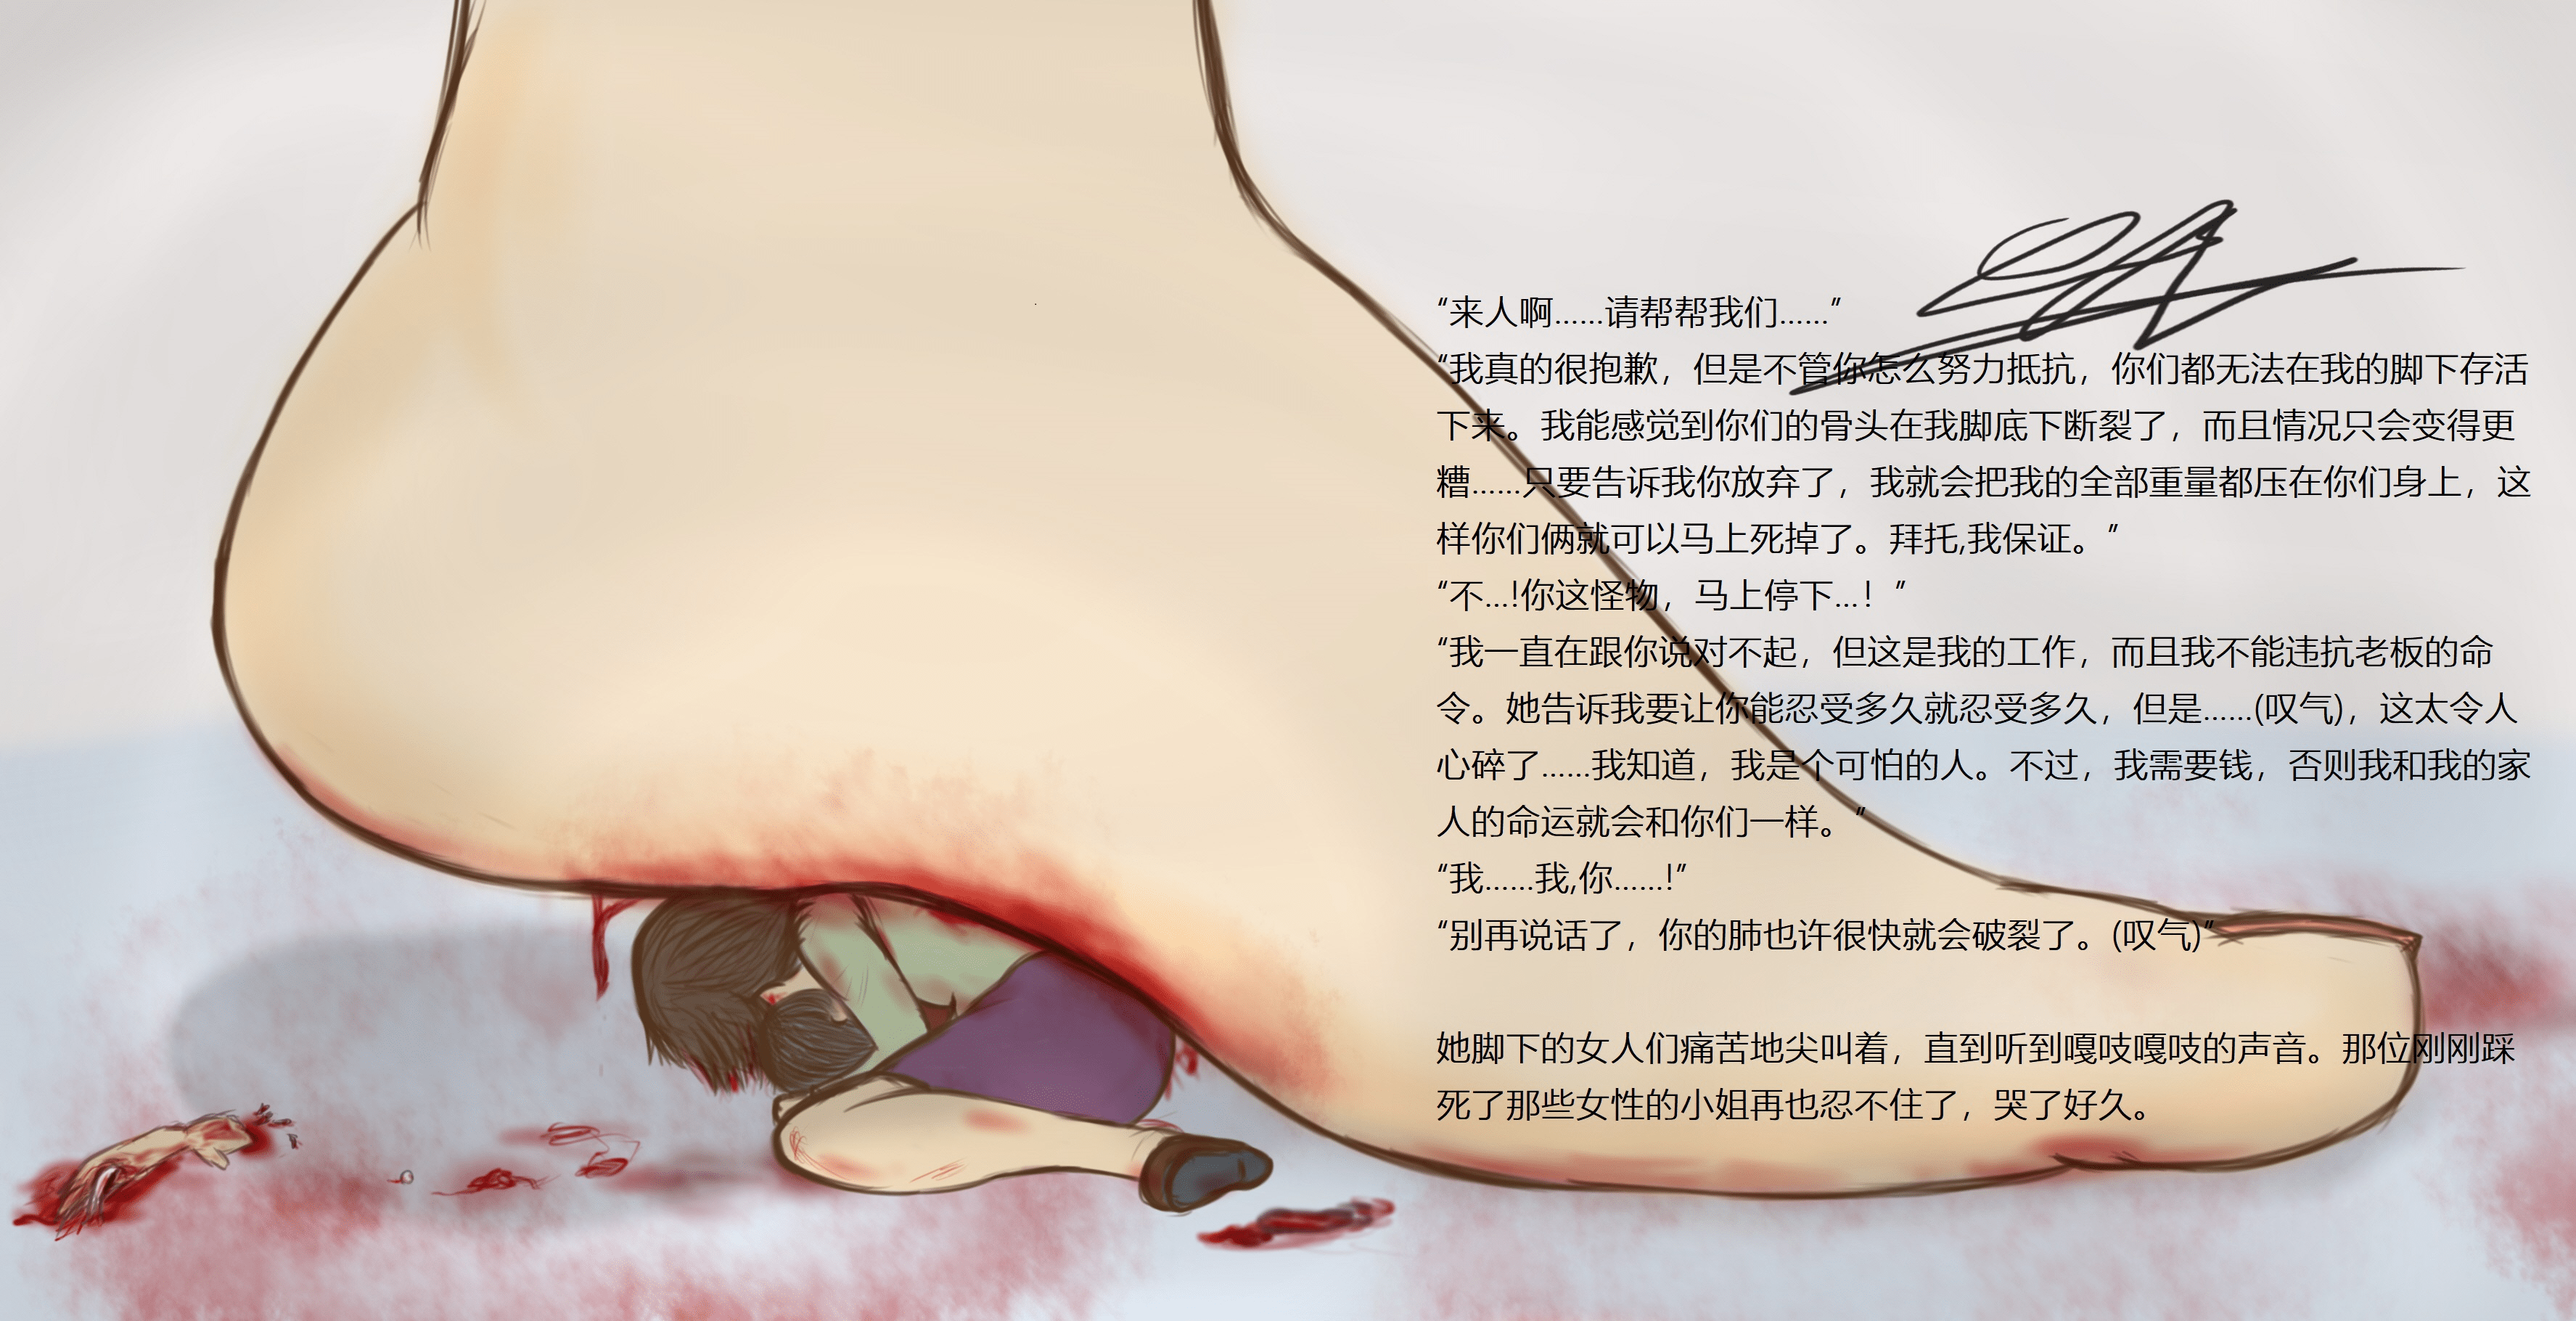 “来人啊……请帮帮我们……”
“我真的很抱歉，但是不管你怎么努力抵抗，你们都无法在我的脚下存活
下来。我能感觉到你们的骨头在我脚底下断裂了，而且情况只会变得更
糟……只要告诉我你放弃了，我就会把我的全部重量都压在你们身上，这
样你们俩就可以马上死掉了。拜托,我保证。”
“不…!你这怪物，马上停下…！”
“我一直在跟你说对不起，但这是我的工作，而且我不能违抗老板的命
令。她告诉我要让你能忍受多久就忍受多久，但是……(叹气)，这太令人
心碎了……我知道，我是个可怕的人。不过，我需要钱，否则我和我的家
人的命运就会和你们一样。”
“我……我,你……!”
“别再说话了，你的肺也许很快就会破裂了。(叹气)”
她脚下的女人们痛苦地尖叫着，直到听到嘎吱嘎吱的声音。那位刚刚踩
死了那些女性的小姐再也忍不住了，哭了好久。